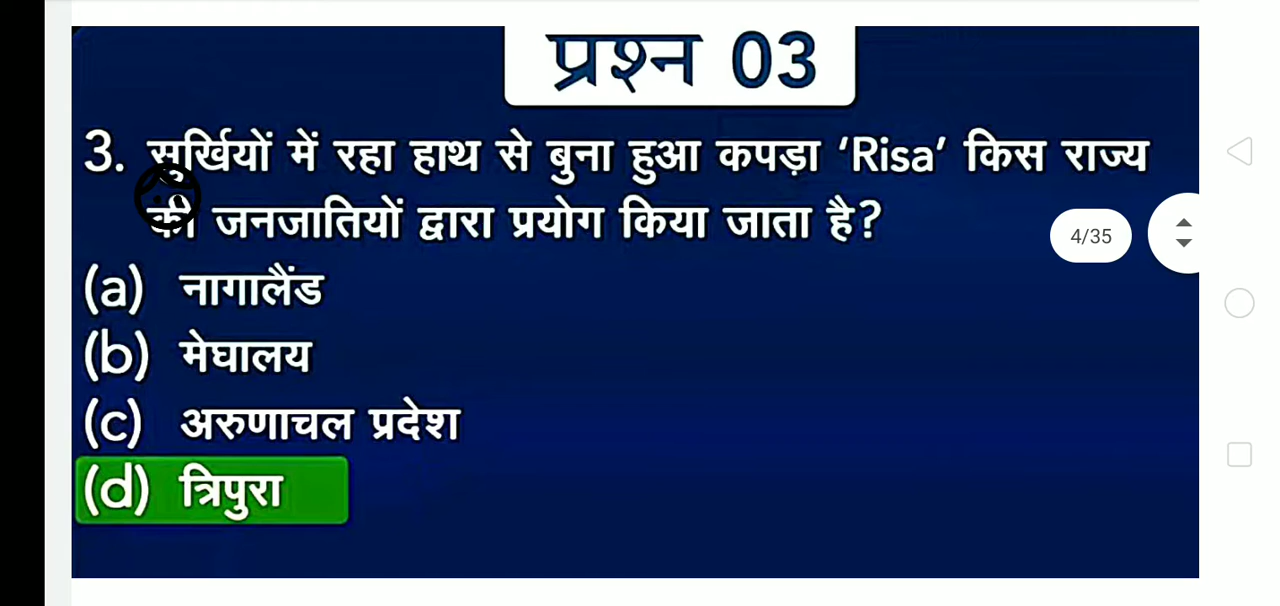 प्रश्न 03
3. सुर्खियों में रहा हाथ से बुना हुआ कपड़ा ‘Risa’ किस राज्य
की जनजातियों द्वारा प्रयोग किया जाता है?
4/35
(a) नागालैंड
(b) मेघालय
(c) अरुणाचल प्रदेश
(d) त्रिपुरा